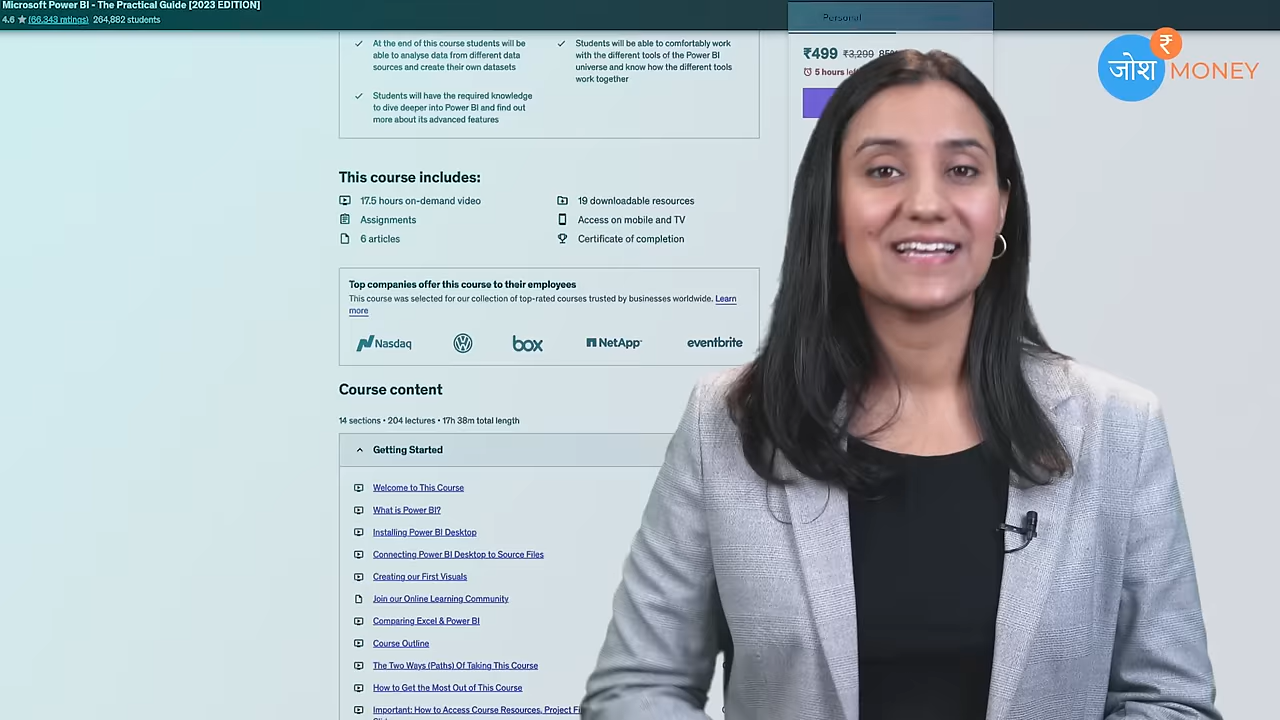 Microsoft Power BI - The Practical Guide [2023 EDITION]
4.6 ★ (66,343 ratings) 264,882 students
Personal
₹499 ₹3,299
5 hours
जोश ₹ MONEY
At the end of this course students will be
able to analyse data from different data
sources and create their own datasets
Students will be able to comfortably work
with the different tools of the Power BI
universe and know how the different tools
work together
Students will have the required knowledge
to dive deeper into Power BI and find out
more about its advanced features
This course includes:
17.5 hours on-demand video
19 downloadable resources
Assignments
Access on mobile and TV
6 articles
Certificate of completion
Top companies offer this course to their employees
This course was selected for our collection of top-rated courses trusted by businesses worldwide. Learn
more
Nasdaq
box
NetApp
eventbrite
Course content
14 sections • 204 lectures • 17h 38m total length
Getting Started
Welcome to This Course
What is Power BI?
Installing Power BI Desktop
Connecting Power BI Desktop to Source Files
Creating our First Visuals
Join our Online Learning Community
Comparing Excel & Power BI
Course Outline
The Two Ways (Paths) Of Taking This Course
How to Get the Most Out of This Course
Important: How to Access Course Resources, Project